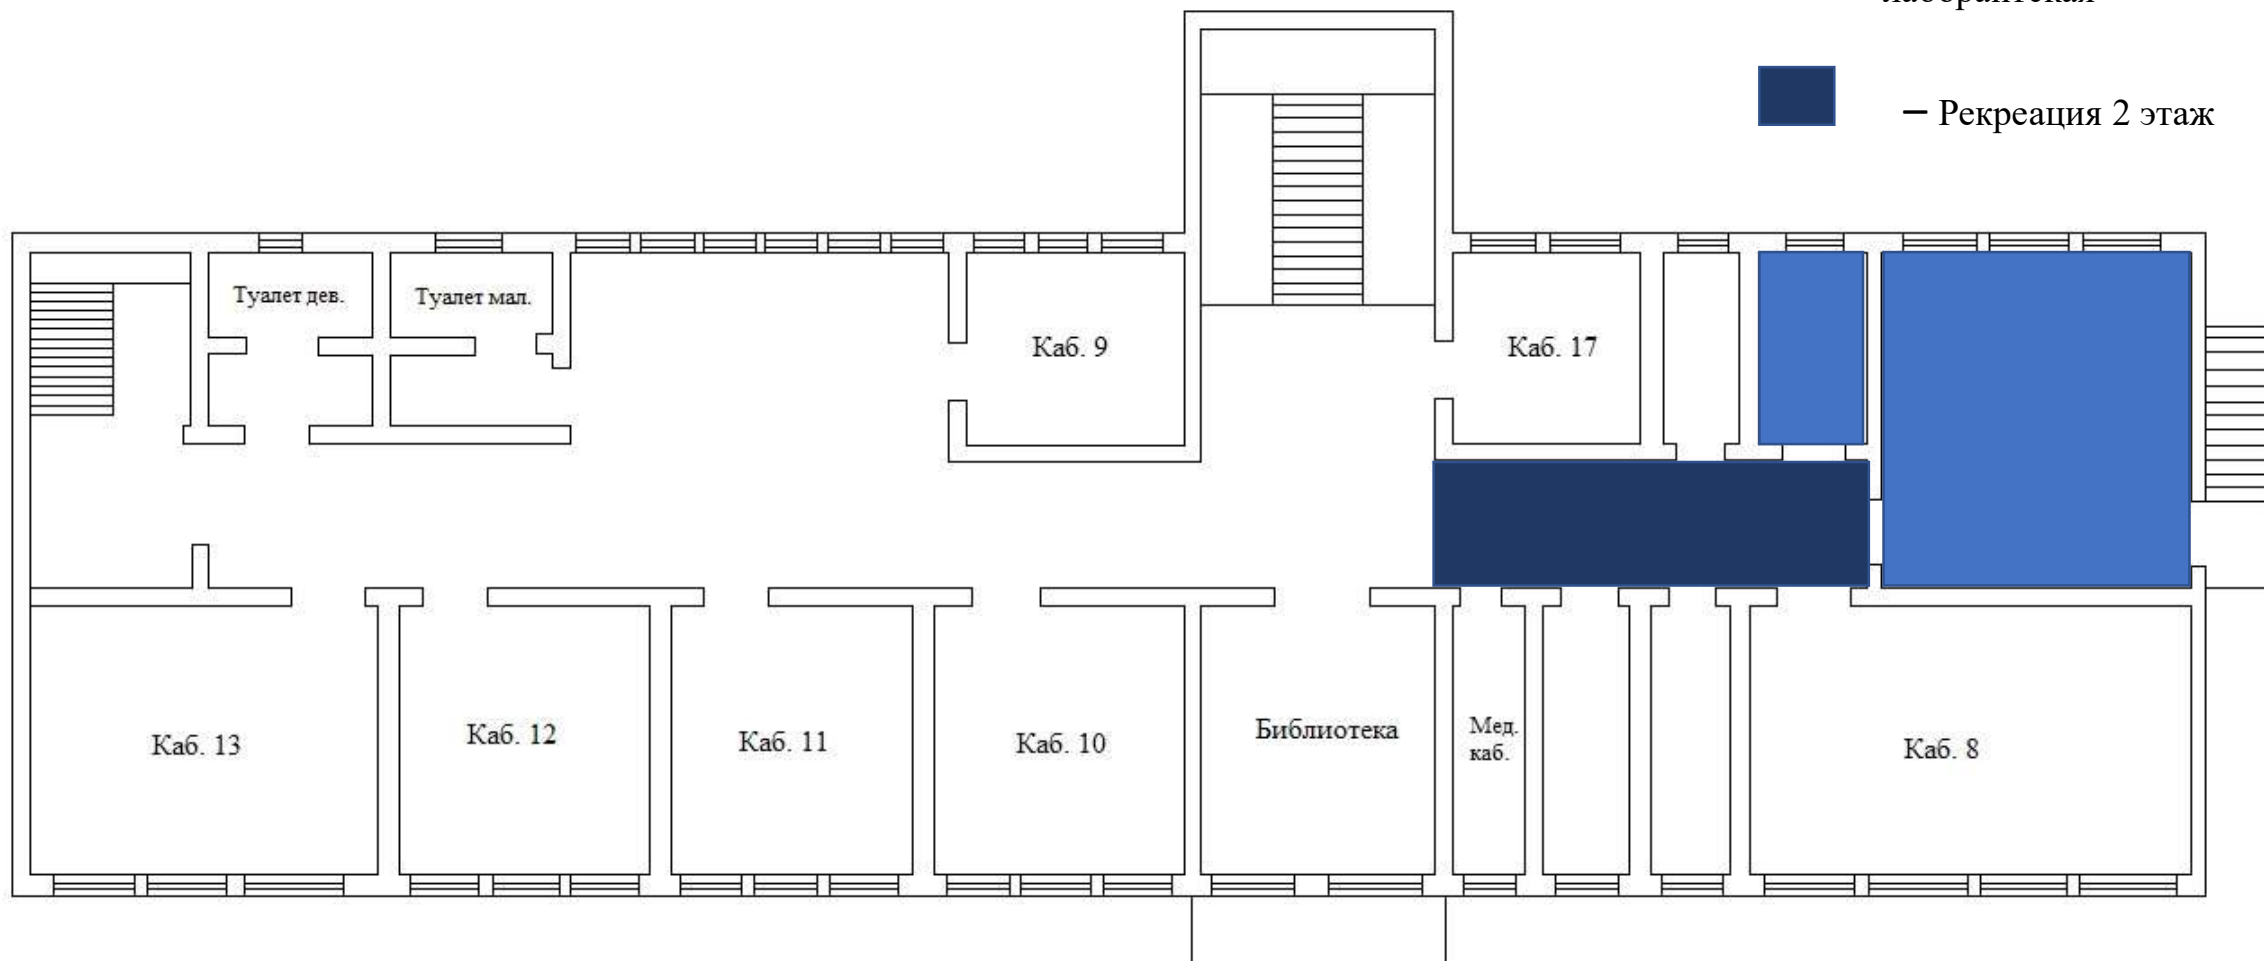 – Рекреация 2 этаж
Туалет дев.
Туалет мал.
Каб. 9
Каб. 17
Каб. 13
Каб. 12
Каб. 11
Каб. 10
Библиотека
Мед.
каб.
Каб. 8